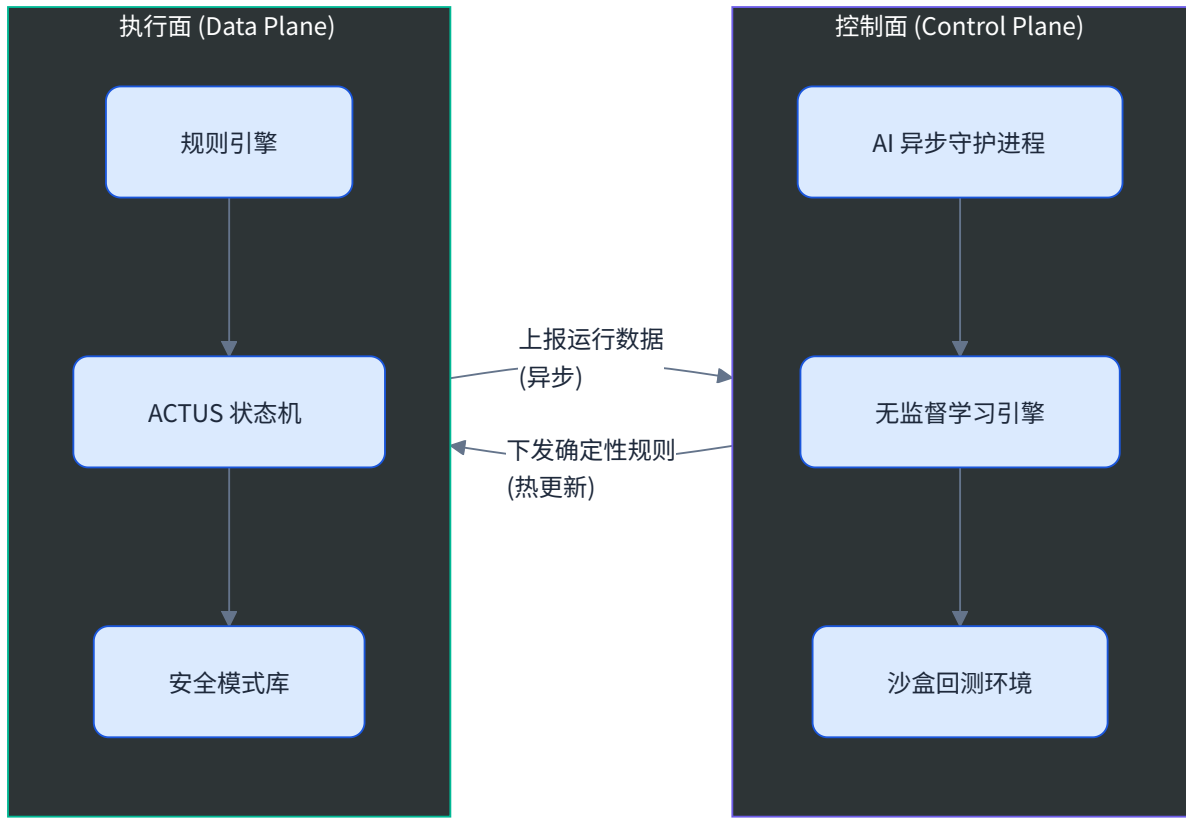 执行面 (Data Plane)
规则引擎
ACTUS 状态机
安全模式库
上报运行数据
(异步)
下发确定性规则
(热更新)
控制面 (Control Plane)
AI 异步守护进程
无监督学习引擎
沙盒回测环境